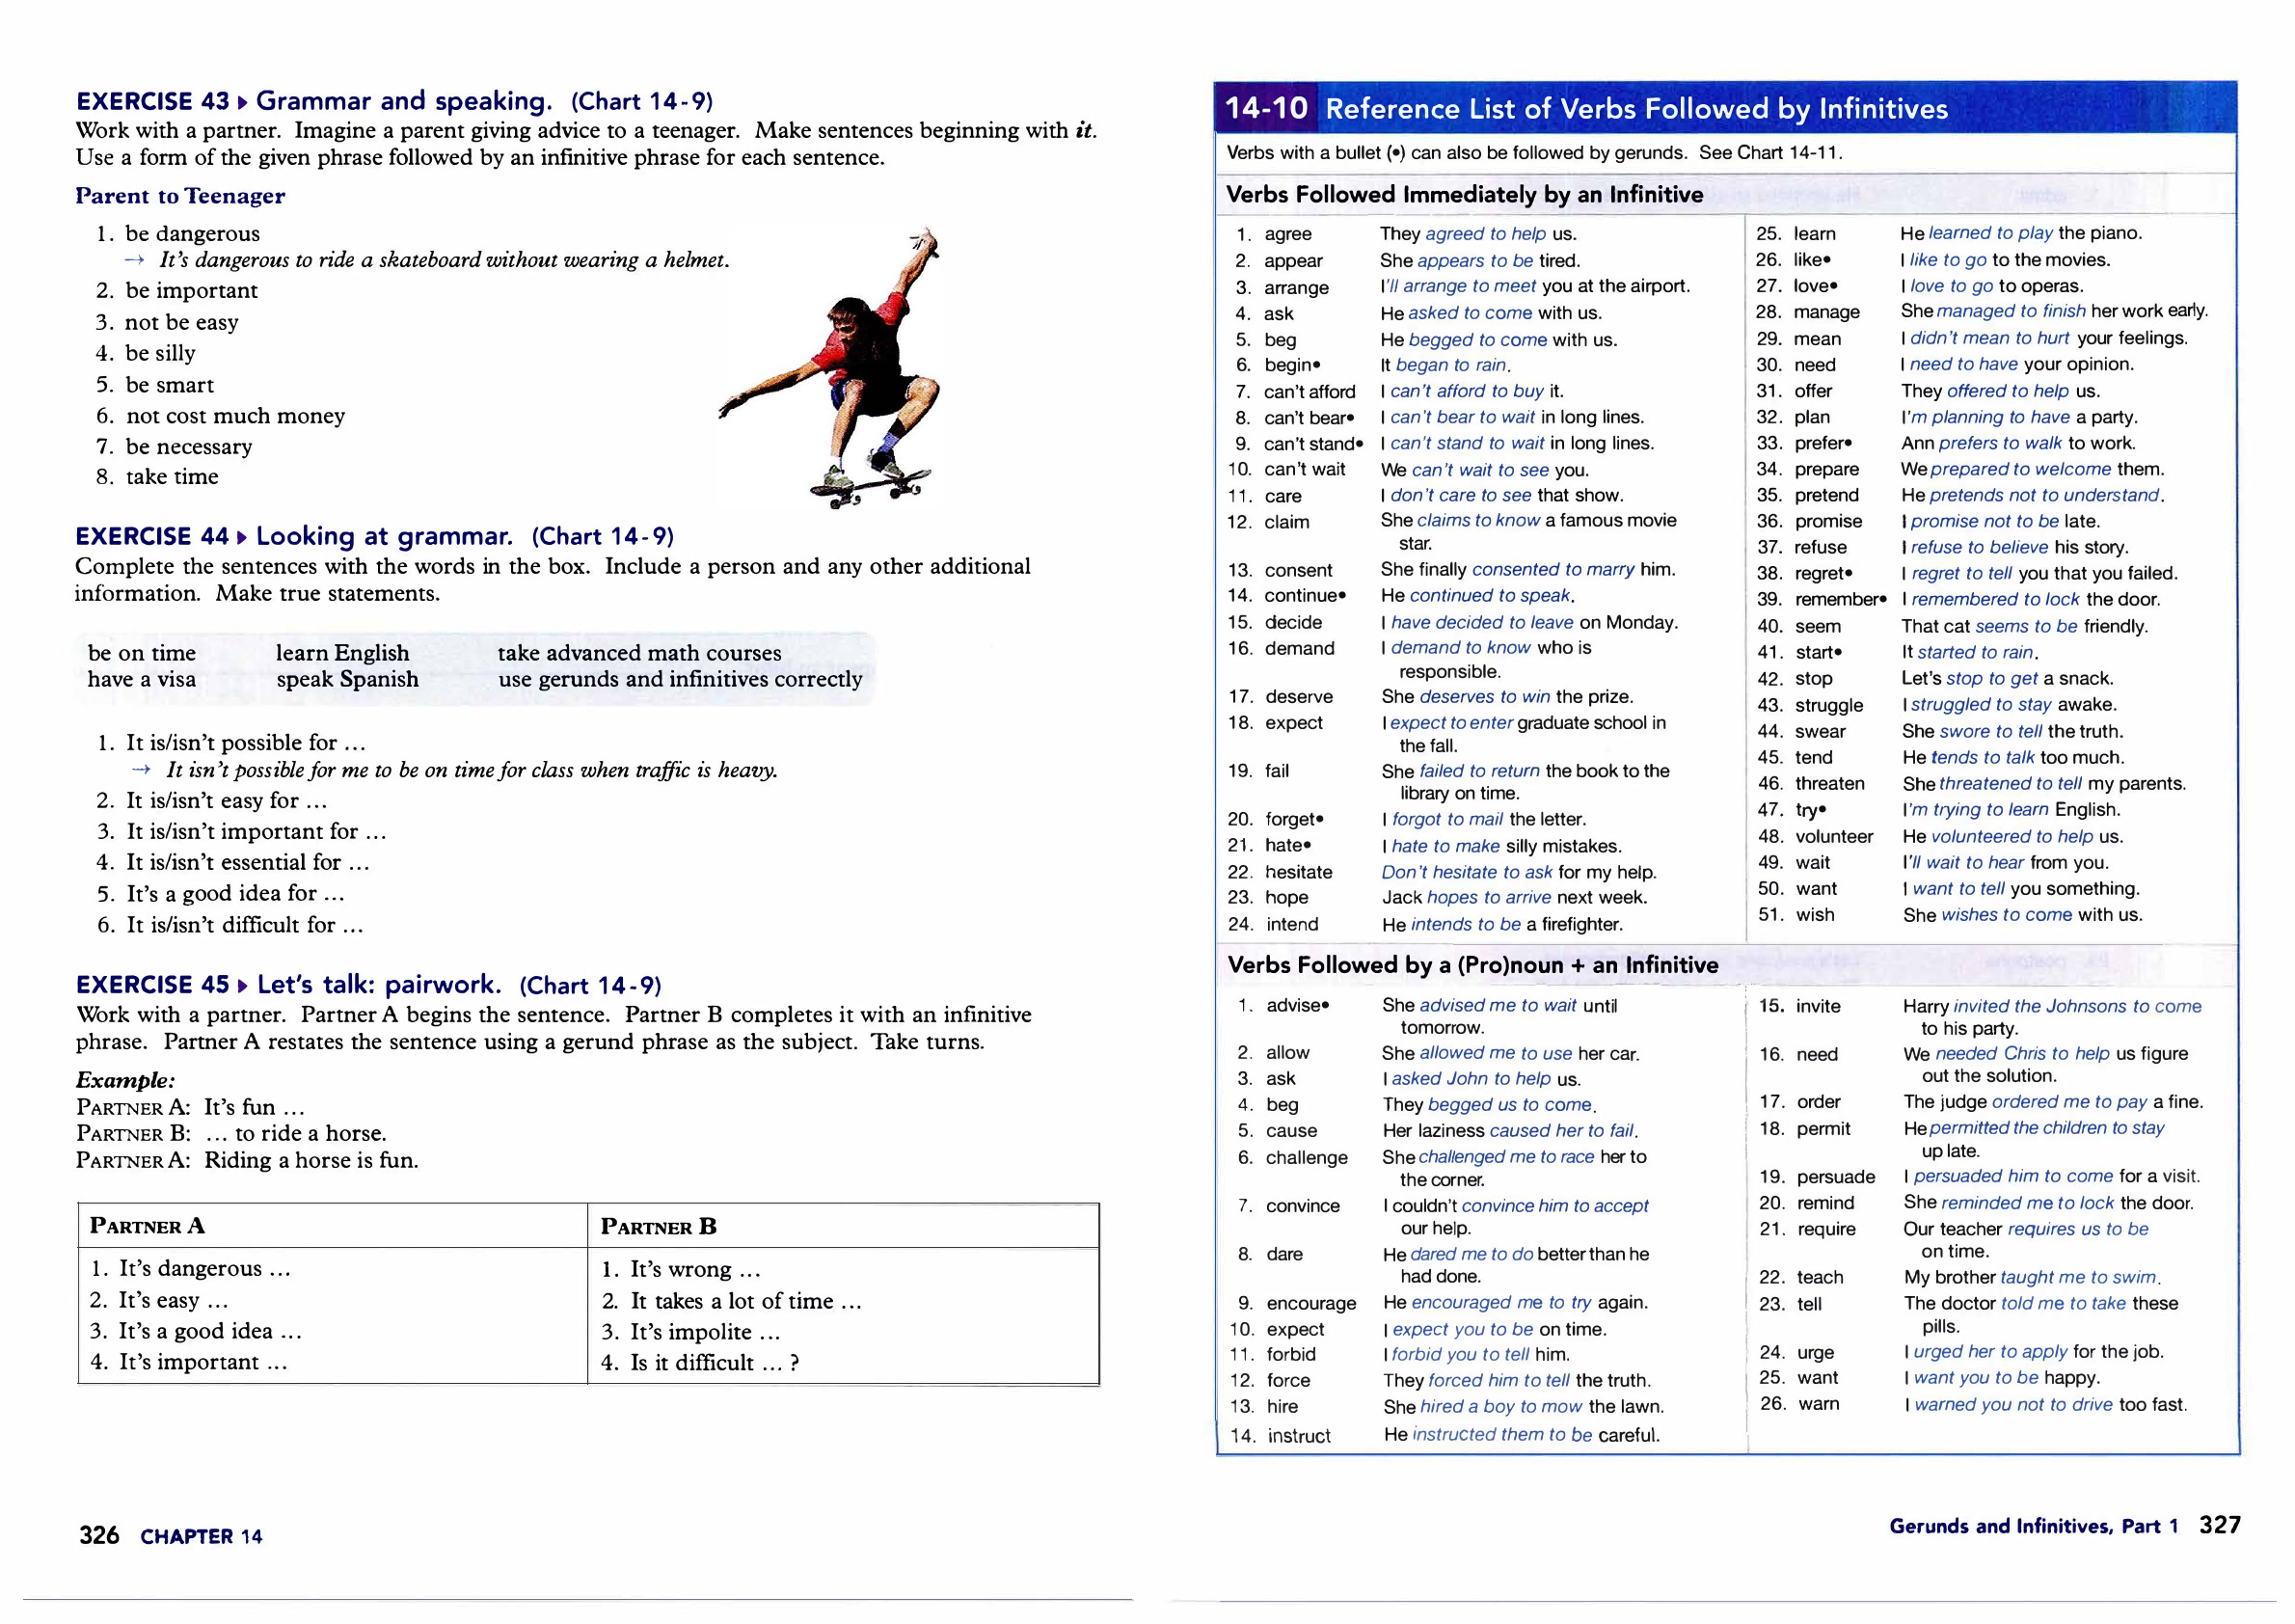 EXERCISE 43 ▸ Grammar and speaking. (Chart 14-9)
Work with a partner. Imagine a parent giving advice to a teenager. Make sentences beginning with it.
Use a form of the given phrase followed by an infinitive phrase for each sentence.
Parent to Teenager
1. be dangerous
→ It's dangerous to ride a skateboard without wearing a helmet.
2. be important
3. not be easy
4. be silly
5. be smart
6. not cost much money
7. be necessary
8. take time
EXERCISE 44 ▸ Looking at grammar. (Chart 14-9)
Complete the sentences with the words in the box. Include a person and any other additional
information. Make true statements.
be on time learn English take advanced math courses
have a visa speak Spanish use gerunds and infinitives correctly
1. It is/isn't possible for ...
→ It isn't possible for me to be on time for class when traffic is heavy.
2. It is/isn't easy for ...
3. It is/isn't important for ...
4. It is/isn't essential for ...
5. It's a good idea for ...
6. It is/isn't difficult for ...
EXERCISE 45 ▸ Let's talk: pairwork. (Chart 14-9)
Work with a partner. Partner A begins the sentence. Partner B completes it with an infinitive
phrase. Partner A restates the sentence using a gerund phrase as the subject. Take turns.
Example:
PARTNER A: It's fun ...
PARTNER B: ... to ride a horse.
PARTNER A: Riding a horse is fun.
PARTNER A
1. It's dangerous ...
2. It's easy ...
3. It's a good idea ...
4. It's important ...
PARTNER B
1. It's wrong ...
2. It takes a lot of time ...
3. It's impolite ...
4. Is it difficult ... ?
326 CHAPTER 14
14-10 Reference List of Verbs Followed by Infinitives
Verbs with a bullet (•) can also be followed by gerunds. See Chart 14-11.
Verbs Followed Immediately by an Infinitive
1. agree They agreed to help us.
2. appear She appears to be tired.
3. arrange I'll arrange to meet you at the airport.
4. ask He asked to come with us.
5. beg He begged to come with us.
6. begin• It began to rain.
7. can't afford I can't afford to buy it.
8. can't bear• I can't bear to wait in long lines.
9. can't stand• I can't stand to wait in long lines.
10. can't wait We can't wait to see you.
11. care I don't care to see that show.
12. claim She claims to know a famous movie
star.
13. consent She finally consented to marry him.
14. continue• He continued to speak.
15. decide I have decided to leave on Monday.
16. demand I demand to know who is
responsible.
17. deserve She deserves to win the prize.
18. expect I expect to enter graduate school in
the fall.
19. fail She failed to return the book to the
library on time.
20. forget• I forgot to mail the letter.
21. hate• I hate to make silly mistakes.
22. hesitate Don't hesitate to ask for my help.
23. hope Jack hopes to arrive next week.
24. intend He intends to be a firefighter.
25. learn He learned to play the piano.
26. like• I like to go to the movies.
27. love• I love to go to operas.
28. manage She managed to finish her work early.
29. mean I didn't mean to hurt your feelings.
30. need I need to have your opinion.
31. offer They offered to help us.
32. plan I'm planning to have a party.
33. prefer• Ann prefers to walk to work.
34. prepare We prepared to welcome them.
35. pretend He pretends not to understand.
36. promise I promise not to be late.
37. refuse I refuse to believe his story.
38. regret• I regret to tell you that you failed.
39. remember• I remembered to lock the door.
40. seem That cat seems to be friendly.
41. start• It started to rain.
42. stop Let's stop to get a snack.
43. struggle I struggled to stay awake.
44. swear She swore to tell the truth.
45. tend He tends to talk too much.
46. threaten She threatened to tell my parents.
47. try• I'm trying to learn English.
48. volunteer He volunteered to help us.
49. wait I'll wait to hear from you.
50. want I want to tell you something.
51. wish She wishes to come with us.
Verbs Followed by a (Pro)noun + an Infinitive
1. advise• She advised me to wait until
tomorrow.
2. allow She allowed me to use her car.
3. ask I asked John to help us.
4. beg They begged us to come.
5. cause Her laziness caused her to fail.
6. challenge She challenged me to race her to
the corner.
7. convince I couldn't convince him to accept
our help.
8. dare He dared me to do better than he
had done.
9. encourage He encouraged me to try again.
10. expect I expect you to be on time.
11. forbid I forbid you to tell him.
12. force They forced him to tell the truth.
13. hire She hired a boy to mow the lawn.
14. instruct He instructed them to be careful.
15. invite Harry invited the Johnsons to come
to his party.
16. need We needed Chris to help us figure
out the solution.
17. order The judge ordered me to pay a fine.
18. permit He permitted the children to stay
up late.
19. persuade I persuaded him to come for a visit.
20. remind She reminded me to lock the door.
21. require Our teacher requires us to be
on time.
22. teach My brother taught me to swim.
23. tell The doctor told me to take these
pills.
24. urge I urged her to apply for the job.
25. want I want you to be happy.
26. warn I warned you not to drive too fast.
Gerunds and Infinitives, Part 1 327